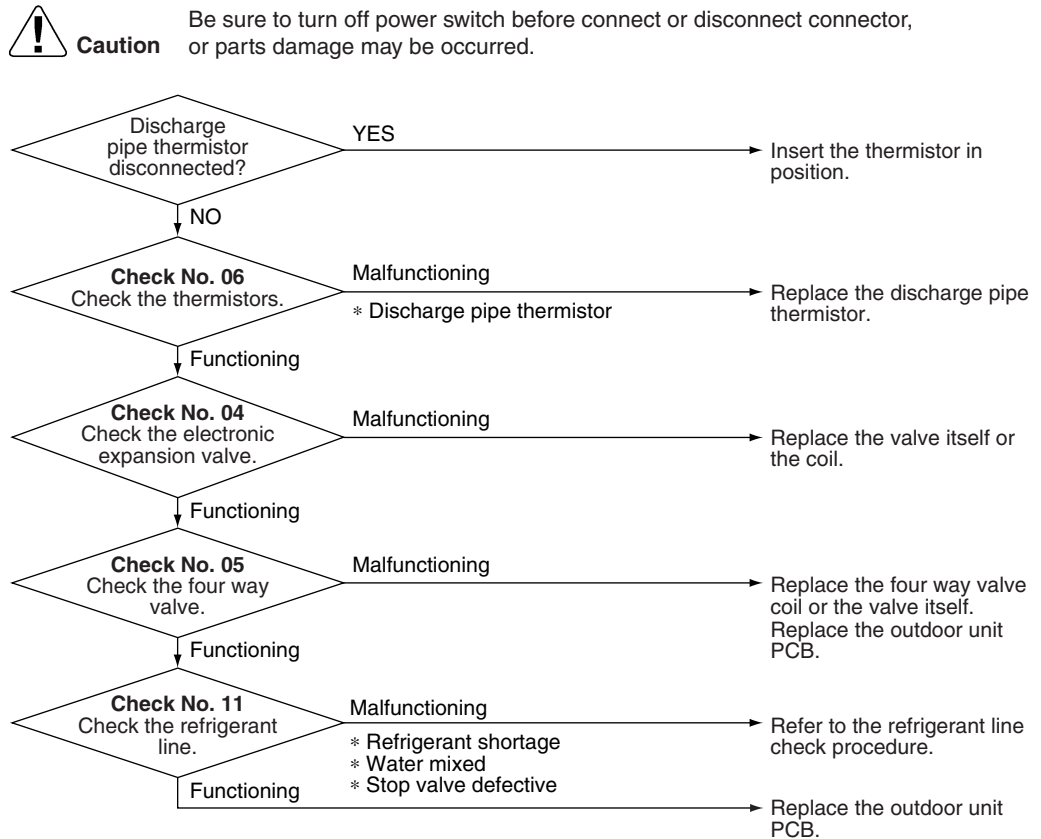 Caution
Be sure to turn off power switch before connect or disconnect connector,
or parts damage may be occurred.
Discharge
pipe thermistor
disconnected?
YES
Insert the thermistor in
position.
NO
Check No. 06
Check the thermistors.
Malfunctioning
* Discharge pipe thermistor
Replace the discharge pipe
thermistor.
Functioning
Check No. 04
Check the electronic
expansion valve.
Malfunctioning
Replace the valve itself or
the coil.
Functioning
Check No. 05
Check the four way
valve.
Malfunctioning
Replace the four way valve
coil or the valve itself.
Replace the outdoor unit
PCB.
Functioning
Check No. 11
Check the refrigerant
line.
Malfunctioning
* Refrigerant shortage
* Water mixed
* Stop valve defective
Refer to the refrigerant line
check procedure.
Functioning
Replace the outdoor unit
PCB.